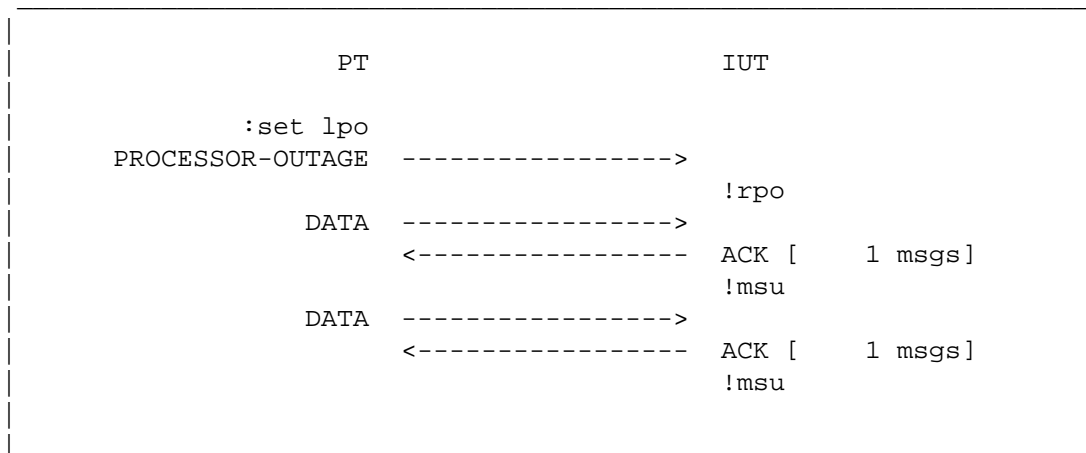 PT IUT
:set lpo
PROCESSOR-OUTAGE ----------------->
!rpo
DATA ----------------->
<----------------- ACK [    1 msgs]
!msu
DATA ----------------->
<----------------- ACK [    1 msgs]
!msu